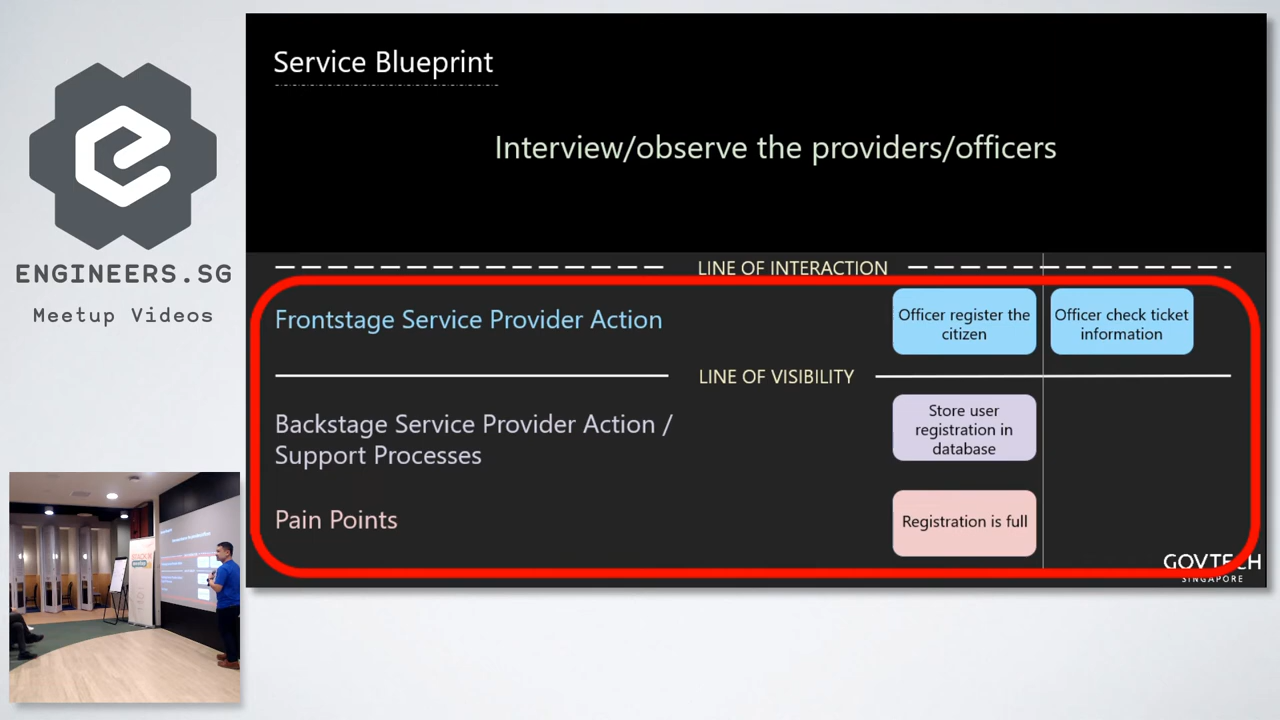 ENGINEERS.SG
Meetup Videos
Service Blueprint
Interview/observe the providers/officers
LINE OF INTERACTION
Frontstage Service Provider Action
Officer register the
citizen
Officer check ticket
information
LINE OF VISIBILITY
Backstage Service Provider Action /
Support Processes
Store user
registration in
database
Pain Points
Registration is full
GOVTECH
SINGAPORE